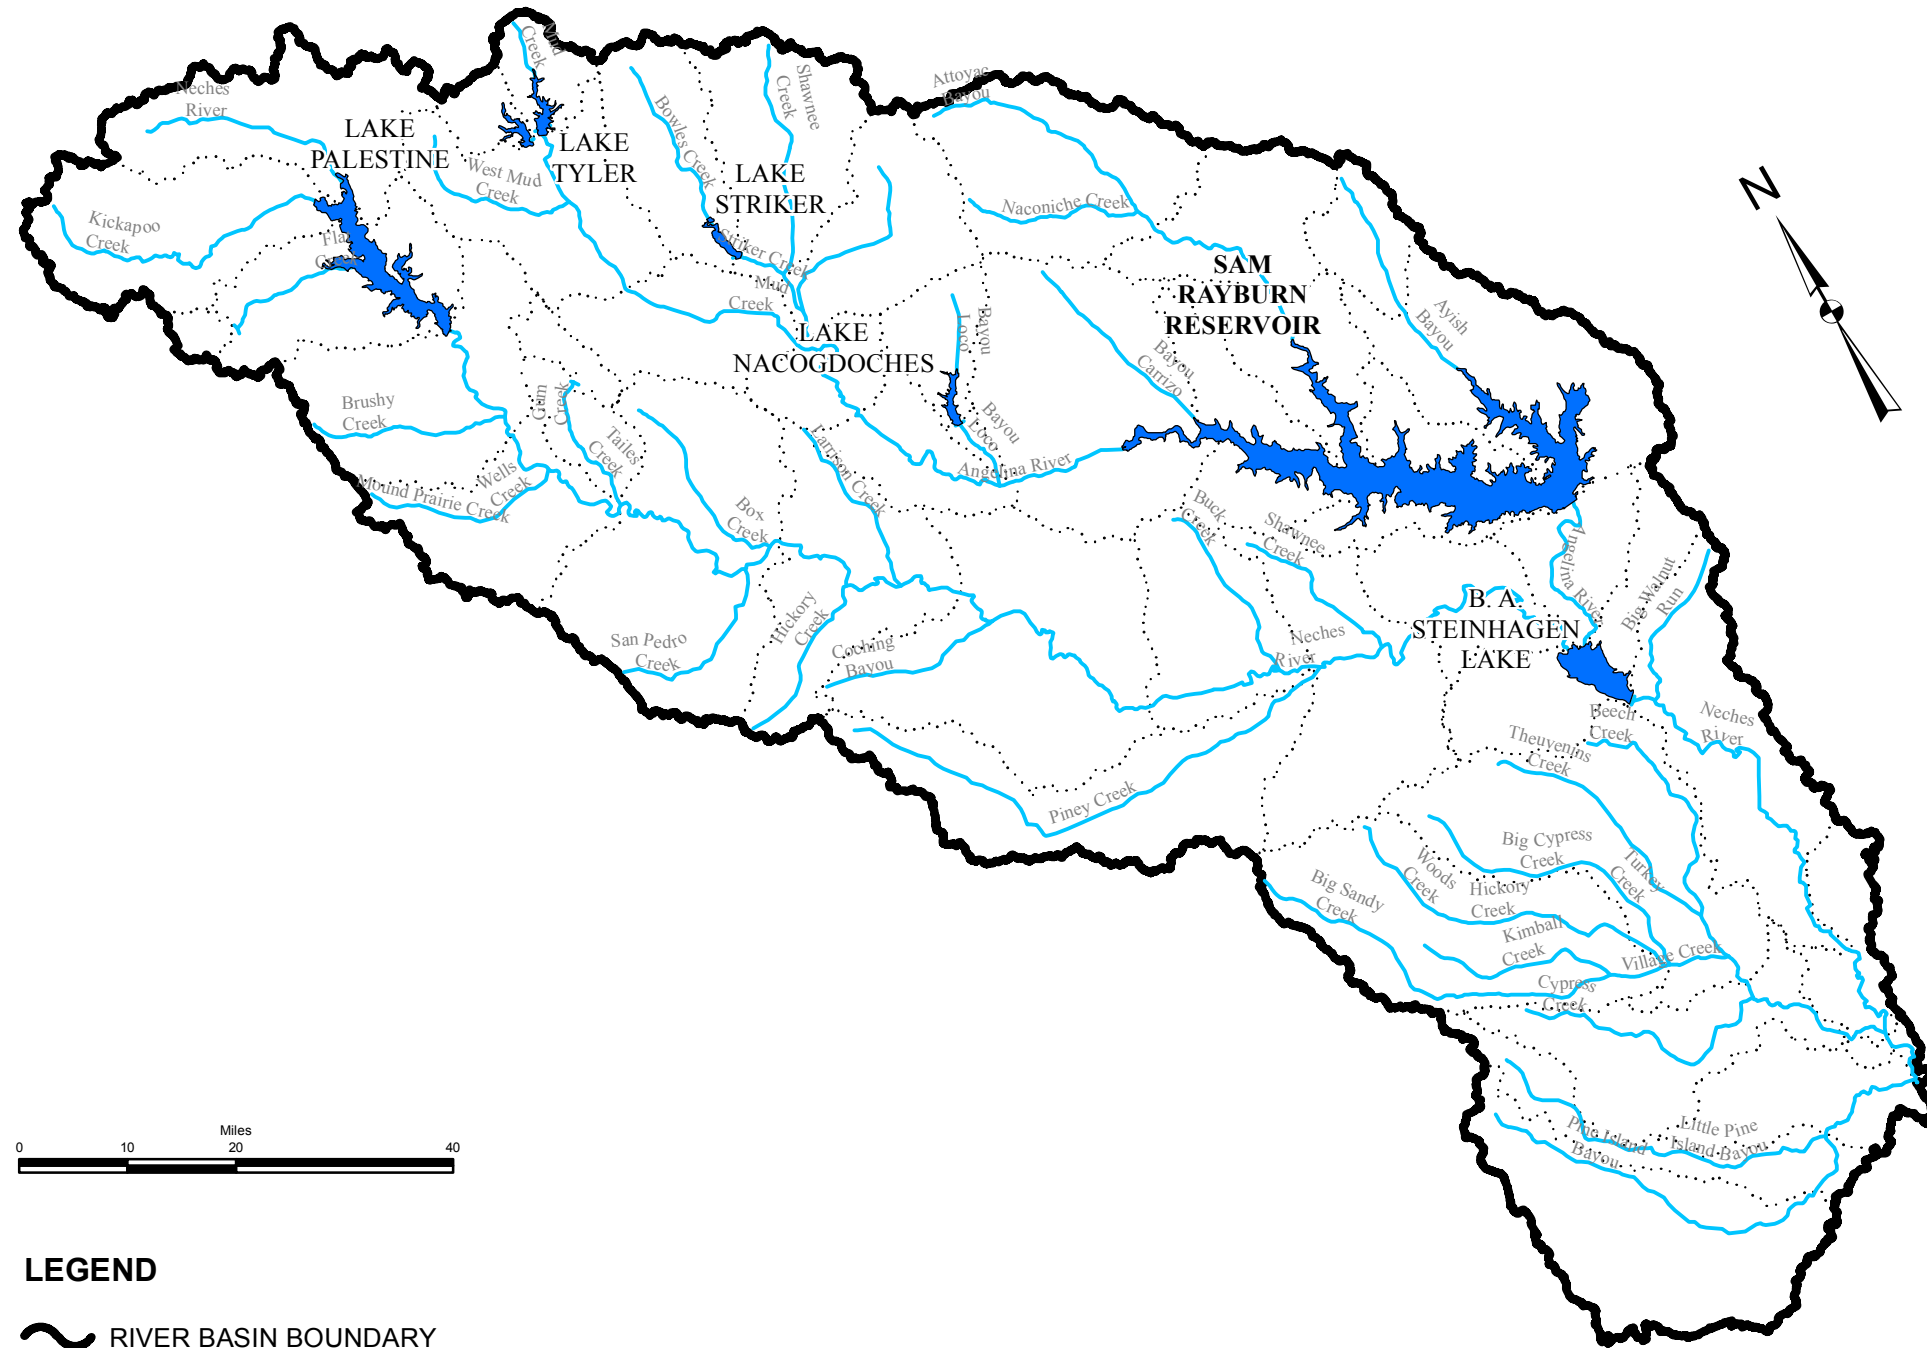 Mud
Creek
Neches
River
LAKE
PALESTINE
Kickapoo
Creek
Flat
Creek
West Mud
Creek
LAKE
TYLER
Bowles Creek
Shawnee
Creek
LAKE
STRIKER
Striker Creek
Mud
Creek
Attoyac
Bayou
Naconiche Creek
SAM
RAYBURN
RESERVOIR
Ayish
Bayou
N
LAKE
NACOGDOCHES
Bayou
Loco
Bayou
Loco
Bayou
Carrizo
Angelina River
Brushy
Creek
Gum
Creek
Tailes
Creek
Wells
Creek
Mound Prairie Creek
Larrison Creek
Box
Creek
Buck
Creek
Shawnee
Creek
Angelina River
Big Walnut
Run
B. A.
STEINHAGEN
LAKE
San Pedro
Creek
Hickory
Creek
Coching
Bayou
Neches
River
Beech
Creek
Neches
River
Theuvenins
Creek
Piney Creek
Big Cypress
Creek
Turkey
Creek
Woods
Creek
Hickory
Creek
Big Sandy
Creek
Kimball
Creek
Village Creek
Cypress
Creek
Pine Island
Bayou
Little Pine
Island Bayou
Miles
0 10 20 40
LEGEND
RIVER BASIN BOUNDARY